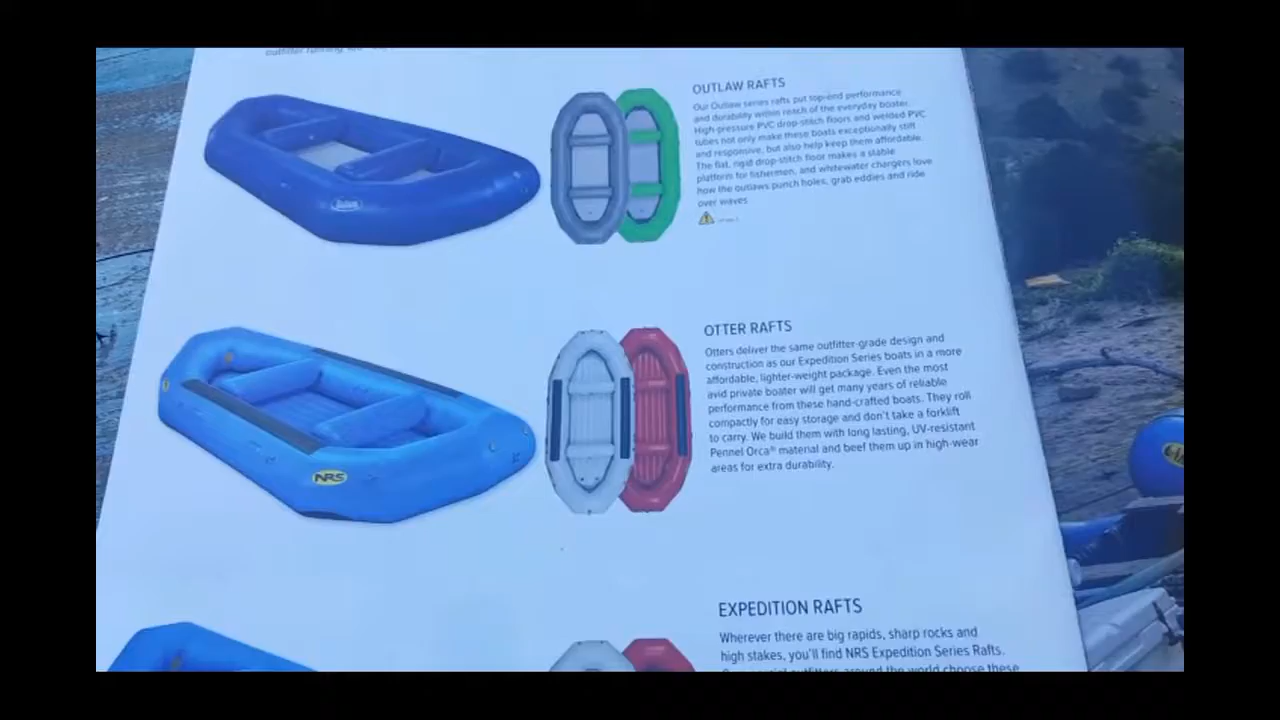 OUTLAW RAFTS
Our Outlaw series rafts put top-end performance
and durability within reach of the everyday boater.
High-pressure PVC drop-stitch floors and welded PVC
tubes not only make these boats exceptionally stiff
and responsive, but also help keep them affordable.
The flat, rigid drop-stitch floor makes a stable
platform for fishermen, and whitewater chargers love
how the outlaws punch holes, grab eddies and ride
over waves
OTTER RAFTS
Otters deliver the same outfitter-grade design and
construction as our Expedition Series boats in a more
affordable, lighter-weight package. Even the most
avid private boater will get many years of reliable
performance from these hand-crafted boats. They roll
compactly for easy storage and don't take a forklift
to carry. We build them with long lasting, UV-resistant
Pennel Orca® material and beef them up in high-wear
areas for extra durability.
NRS
EXPEDITION RAFTS
Wherever there are big rapids, sharp rocks and
high stakes, you'll find NRS Expedition Series Rafts.
outfitters around the world choose these